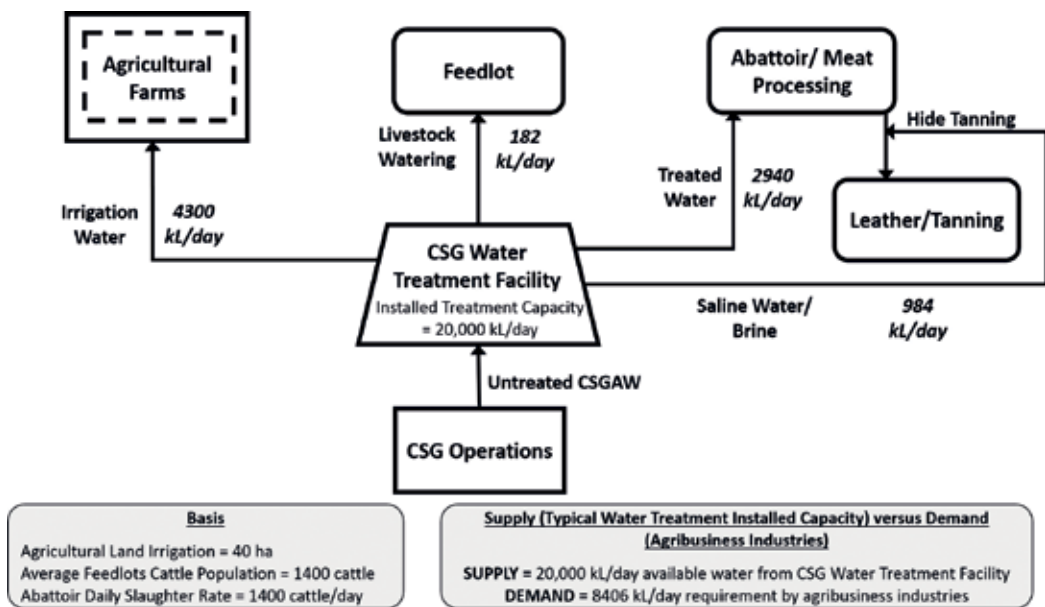 Agricultural
Farms
Feedlot
Abattoir/ Meat
Processing
Livestock
Watering
182
kL/day
Hide Tanning
Irrigation
Water
4300
kL/day
Treated
Water
2940
kL/day
Leather/Tanning
CSG Water
Treatment Facility
Installed Treatment Capacity
= 20,000 kL/day
Saline Water/
Brine
984
kL/day
Untreated CSGAW
CSG Operations
Basis
Agricultural Land Irrigation = 40 ha
Average Feedlots Cattle Population = 1400 cattle
Abattoir Daily Slaughter Rate = 1400 cattle/day
Supply (Typical Water Treatment Installed Capacity) versus Demand
(Agribusiness Industries)
SUPPLY = 20,000 kL/day available water from CSG Water Treatment Facility
DEMAND = 8406 kL/day requirement by agribusiness industries